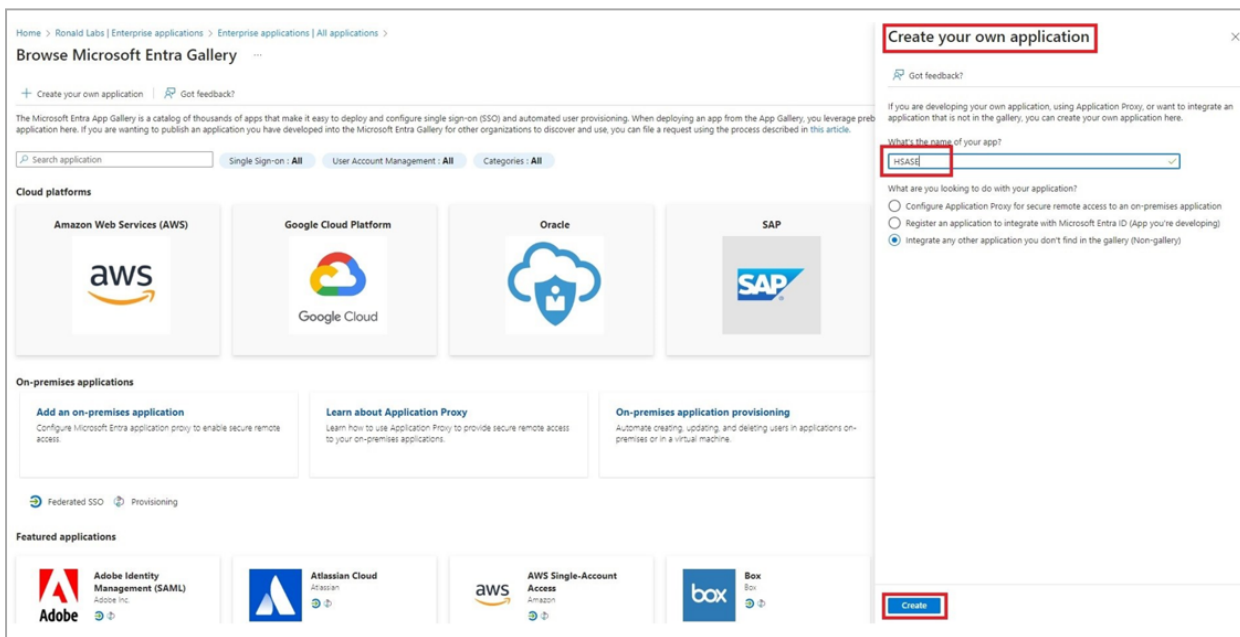 Home > Ronald Labs | Enterprise applications > Enterprise applications | All applications >
Browse Microsoft Entra Gallery ...
+ Create your own application | Got feedback?
The Microsoft Entra App Gallery is a catalog of thousands of apps that make it easy to deploy and configure single sign-on (SSO) and automated user provisioning. When deploying an app from the App Gallery, you leverage preb
application here. If you are wanting to publish an application you have developed into the Microsoft Entra Gallery for other organizations to discover and use, you can file a request using the process described in this article.
Search application
Single Sign-on : All
User Account Management : All
Categories : All
Cloud platforms
Amazon Web Services (AWS)
Google Cloud Platform
Oracle
SAP
aws
Google Cloud
SAP
On-premises applications
Add an on-premises application
Configure Microsoft Entra application proxy to enable secure remote
access.
Learn about Application Proxy
Learn how to use Application Proxy to provide secure remote access
to your on-premises applications.
On-premises application provisioning
Automate creating, updating, and deleting users in applications on-
premises or in a virtual machine.
Federated SSO
Provisioning
Featured applications
Adobe
Adobe Identity
Management (SAML)
Adobe Inc.
Atlassian Cloud
Atlassian
aws
AWS Single-Account
Access
Amazon
box
Box
Box
Create your own application
Got feedback?
If you are developing your own application, using Application Proxy, or want to integrate an
application that is not in the gallery, you can create your own application here.
What's the name of your app?
HSASE
What are you looking to do with your application?
Configure Application Proxy for secure remote access to an on-premises application
Register an application to integrate with Microsoft Entra ID (App you're developing)
Integrate any other application you don't find in the gallery (Non-gallery)
Create